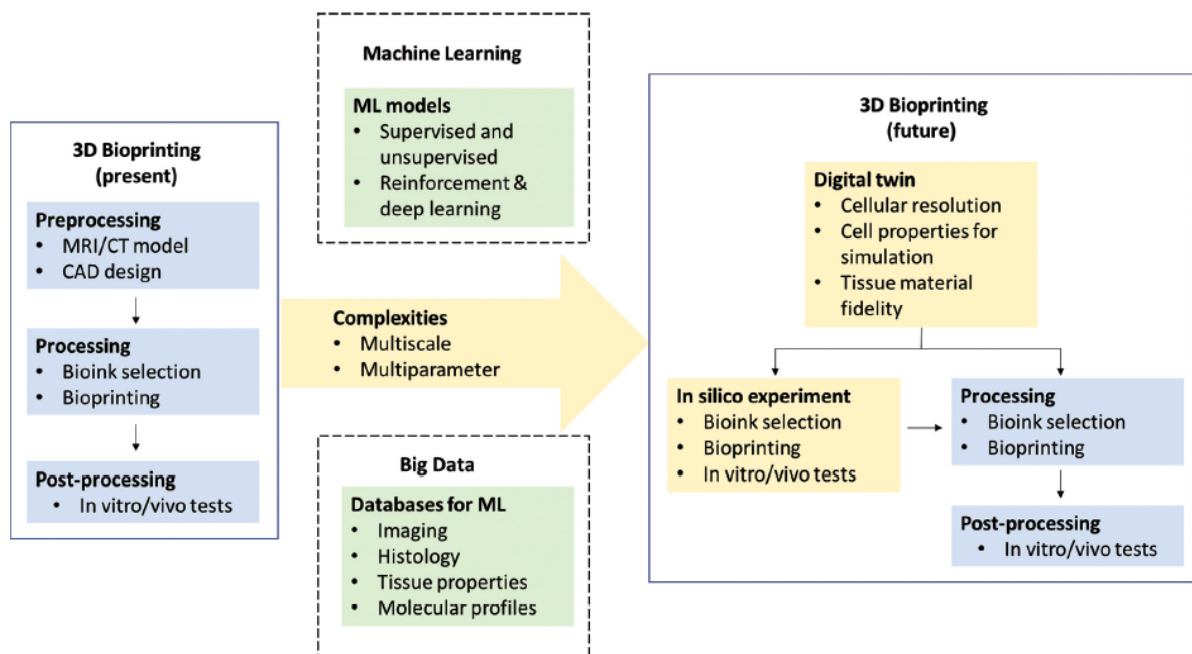 3D Bioprinting
(present)
Preprocessing
• MRI/CT model
• CAD design
Processing
• Bioink selection
• Bioprinting
Post-processing
• In vitro/vivo tests
Machine Learning
ML models
• Supervised and
unsupervised
• Reinforcement &
deep learning
Complexities
• Multiscale
• Multiparameter
Big Data
Databases for ML
• Imaging
• Histology
• Tissue properties
• Molecular profiles
3D Bioprinting
(future)
Digital twin
• Cellular resolution
• Cell properties for
simulation
• Tissue material
fidelity
In silico experiment
• Bioink selection
• Bioprinting
• In vitro/vivo tests
Processing
• Bioink selection
• Bioprinting
Post-processing
• In vitro/vivo tests